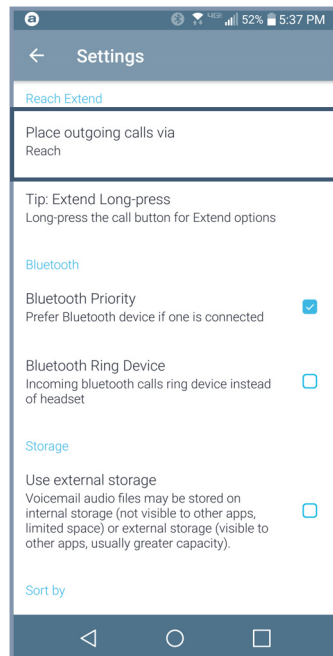 a 4G 52% 5:37 PM
Settings
Reach Extend
Place outgoing calls via
Reach
Tip: Extend Long-press
Long-press the call button for Extend options
Bluetooth
Bluetooth Priority
Prefer Bluetooth device if one is connected
Bluetooth Ring Device
Incoming bluetooth calls ring device instead
of headset
Storage
Use external storage
Voicemail audio files may be stored on
internal storage (not visible to other apps,
limited space) or external storage (visible to
other apps, usually greater capacity).
Sort by